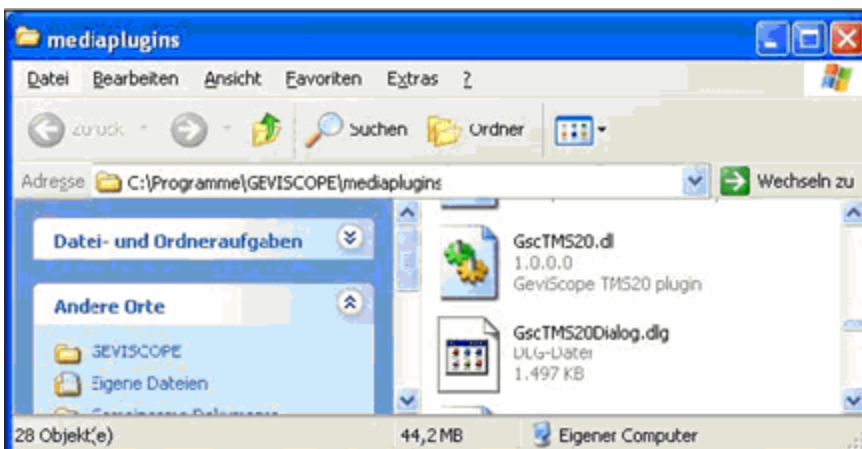 mediaplugins
Datei Bearbeiten Ansicht Favoriten Extras ?
Zurück Suchen Ordner
Adresse C:\Programme\GEVISCOPE\mediaplugins Wechseln zu
Datei- und Ordneraufgaben
Andere Orte
GEVISCOPE
Eigene Dateien
GscTMS20.dl
1.0.0.0
GeviScope TMS20 plugin
GscTMS20Dialog.dlg
DLG-Datei
1.497 KB
28 Objekt(e) 44,2 MB Eigener Computer